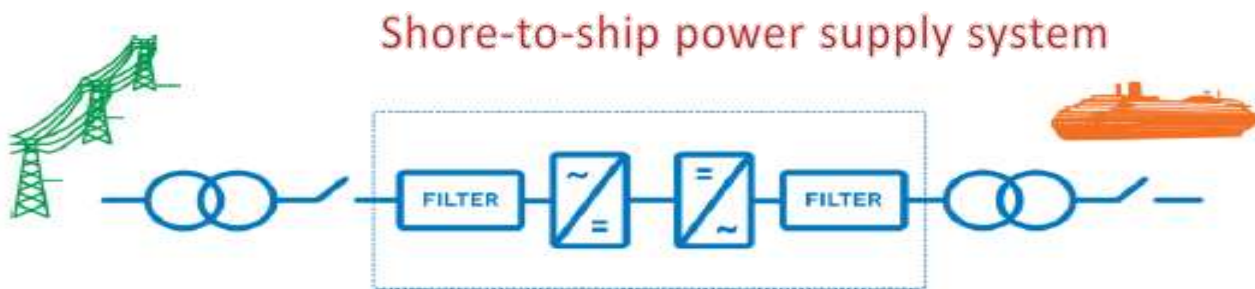 Shore-to-ship power supply system
FILTER
~
=
=
~
FILTER